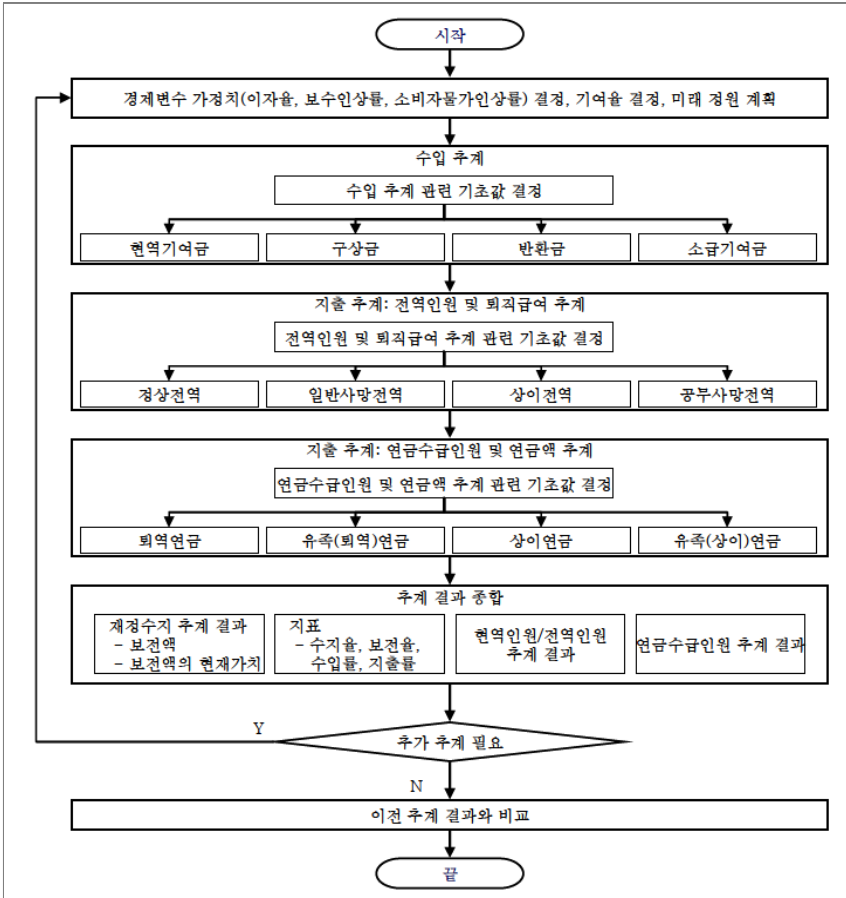 시작
경제변수 가정치(이자율, 보수인상률, 소비자물가인상률) 결정, 기여율 결정, 미래 정원 계획
수입 추계
수입 추계 관련 기초값 결정
현역기여금
구상금
반환금
소급기여금
지출 추계: 전역인원 및 퇴직급여 추계
전역인원 및 퇴직급여 추계 관련 기초값 결정
정상전역
일반사망전역
상이전역
공무사망전역
지출 추계: 연금수급인원 및 연금액 추계
연금수급인원 및 연금액 추계 관련 기초값 결정
퇴역연금
유족(퇴역)연금
상이연금
유족(상이)연금
추계 결과 종합
재정수지 추계 결과
- 보전액
- 보전액의 현재가치
지표
- 수지율, 보전율,
수입률, 지출률
현역인원/전역인원
추계 결과
연금수급인원 추계 결과
Y
추가 추계 필요
N
이전 추계 결과와 비교
끝